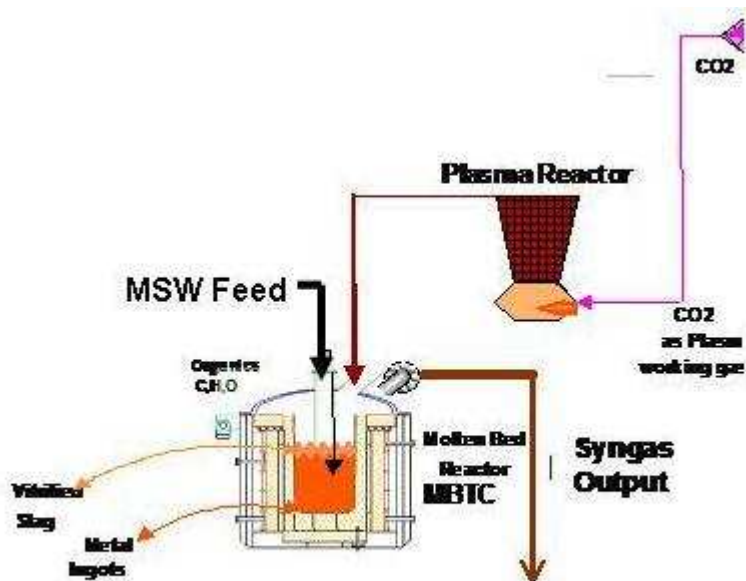 CO2
Plasma Reactor
MSW Feed
CO2
as Plasm
working gas
Organics
C,H,O
Molten Bed
Reactor
MBTC
Syngas
Output
Vitrified
Slag
Metal
Ingots